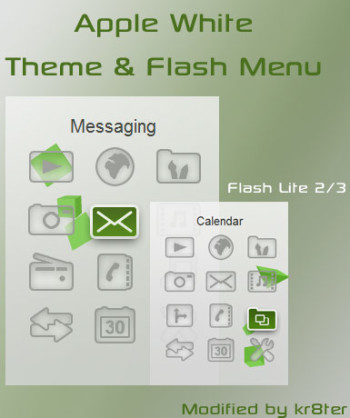 Apple White
Theme & Flash Menu
Messaging
Flash Lite 2/3
Calendar
30
30
Modified by kr8ter